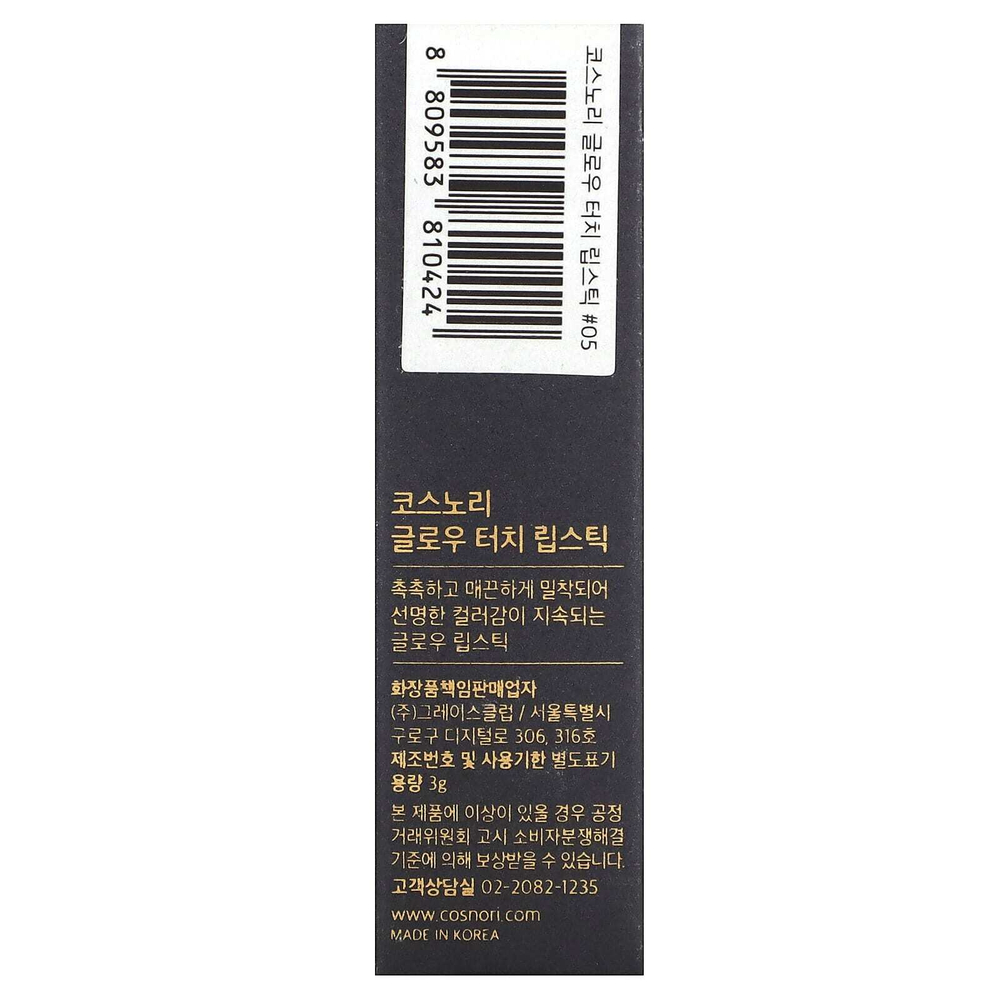 코스노리 글로우 터치 립스틱 #05
8 809583 810424
코스노리
글로우 터치 립스틱
촉촉하고 매끈하게 밀착되어
선명한 컬러감이 지속되는
글로우 립스틱
화장품책임판매업자
(주)그레이스클럽 / 서울특별시
구로구 디지털로 306, 316호
제조번호 및 사용기한 별도표기
용량 3g
본 제품에 이상이 있을 경우 공정
거래위원회 고시 소비자분쟁해결
기준에 의해 보상받을 수 있습니다.
고객상담실 02-2082-1235
www.cosnori.com
MADE IN KOREA